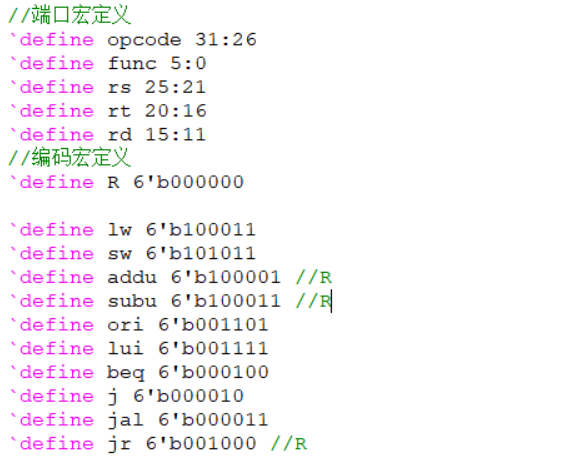 //端口宏定义
`define opcode 31:26
`define func 5:0
`define rs 25:21
`define rt 20:16
`define rd 15:11
//编码宏定义
`define R 6'b000000
`define lw 6'b100011
`define sw 6'b101011
`define addu 6'b100001 //R
`define subu 6'b100011 //R
`define ori 6'b001101
`define lui 6'b001111
`define beq 6'b000100
`define j 6'b000010
`define jal 6'b000011
`define jr 6'b001000 //R